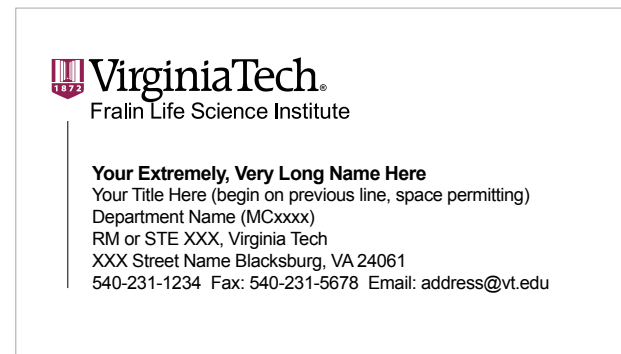 1872
VirginiaTech®
Fralin Life Science Institute
Your Extremely, Very Long Name Here
Your Title Here (begin on previous line, space permitting)
Department Name (MCxxxx)
RM or STE XXX, Virginia Tech
XXX Street Name Blacksburg, VA 24061
540-231-1234 Fax: 540-231-5678 Email: address@vt.edu